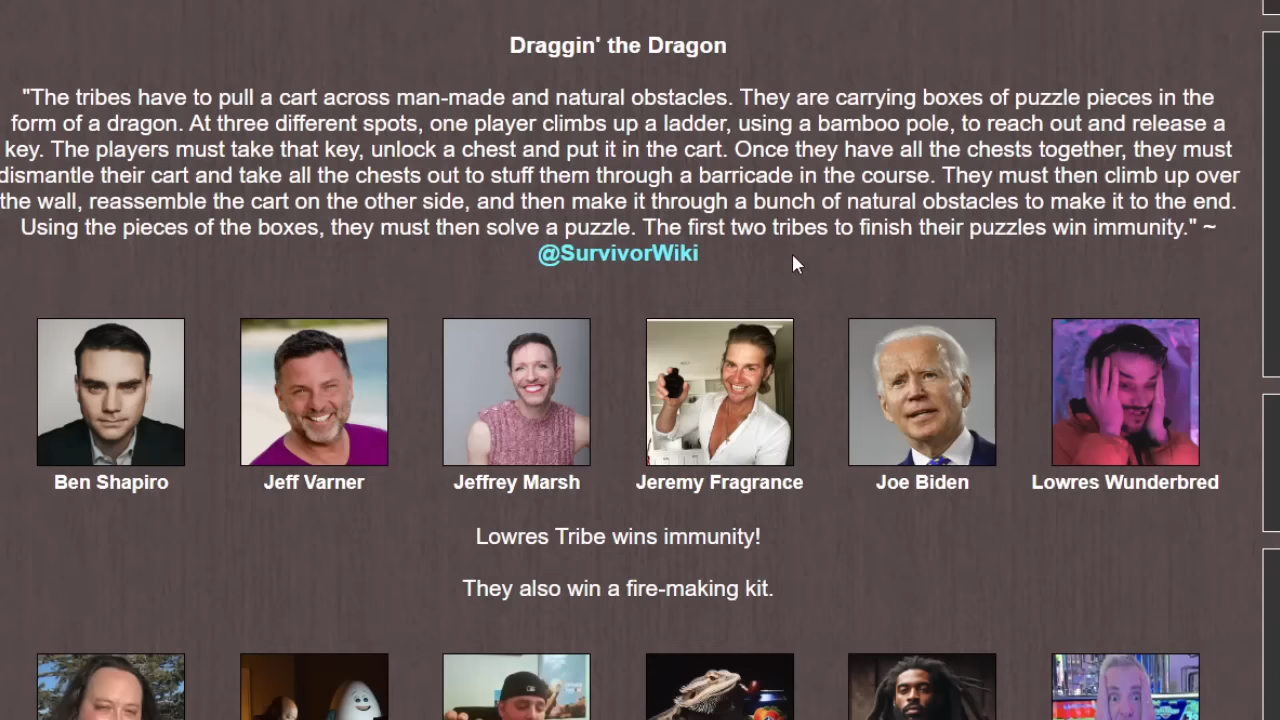 Draggin' the Dragon
"The tribes have to pull a cart across man-made and natural obstacles. They are carrying boxes of puzzle pieces in the
form of a dragon. At three different spots, one player climbs up a ladder, using a bamboo pole, to reach out and release a
key. The players must take that key, unlock a chest and put it in the cart. Once they have all the chests together, they must
dismantle their cart and take all the chests out to stuff them through a barricade in the course. They must then climb up over
the wall, reassemble the cart on the other side, and then make it through a bunch of natural obstacles to make it to the end.
Using the pieces of the boxes, they must then solve a puzzle. The first two tribes to finish their puzzles win immunity." ~
@SurvivorWiki
Ben Shapiro Jeff Varner Jeffrey Marsh Jeremy Fragrance Joe Biden Lowres Wunderbred
Lowres Tribe wins immunity!
They also win a fire-making kit.